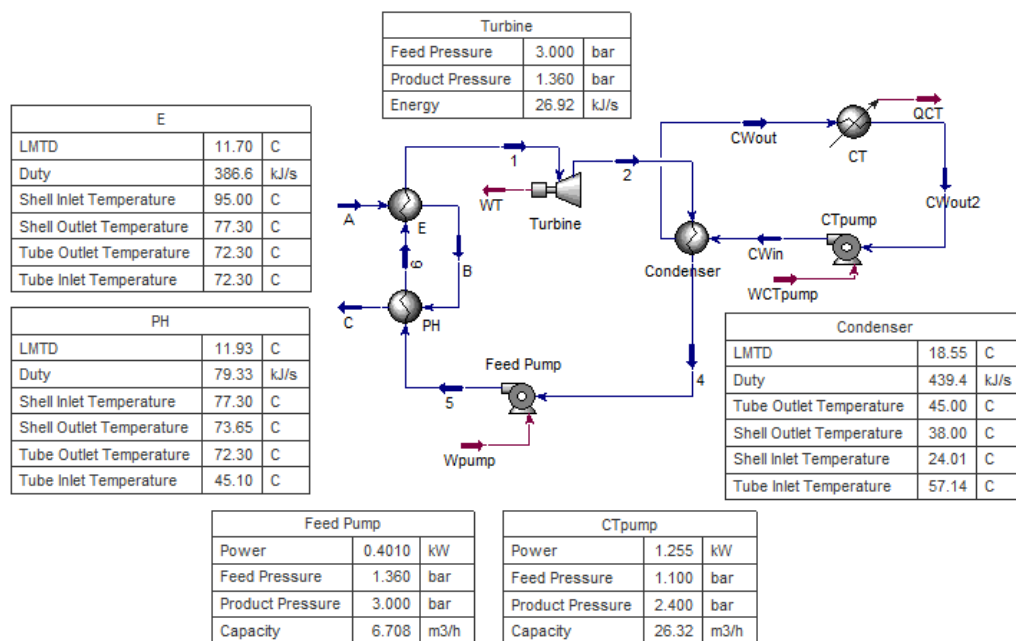 Turbine
Feed Pressure 3.000 bar
Product Pressure 1.360 bar
Energy 26.92 kJ/s
E
LMTD 11.70 C
Duty 386.6 kJ/s
Shell Inlet Temperature 95.00 C
Shell Outlet Temperature 77.30 C
Tube Outlet Temperature 72.30 C
Tube Inlet Temperature 72.30 C
QCT
CWout
CT
1
2
WT
Turbine
A
E
CTpump
CWout2
6
B
Condenser
CWin
WCTpump
C
PH
PH
LMTD 11.93 C
Duty 79.33 kJ/s
Shell Inlet Temperature 77.30 C
Shell Outlet Temperature 73.65 C
Tube Outlet Temperature 72.30 C
Tube Inlet Temperature 45.10 C
Feed Pump
5
4
Wpump
Condenser
LMTD 18.55 C
Duty 439.4 kJ/s
Tube Outlet Temperature 45.00 C
Shell Outlet Temperature 38.00 C
Shell Inlet Temperature 24.01 C
Tube Inlet Temperature 57.14 C
Feed Pump
Power 0.4010 kW
Feed Pressure 1.360 bar
Product Pressure 3.000 bar
Capacity 6.708 m3/h
CTpump
Power 1.255 kW
Feed Pressure 1.100 bar
Product Pressure 2.400 bar
Capacity 26.32 m3/h